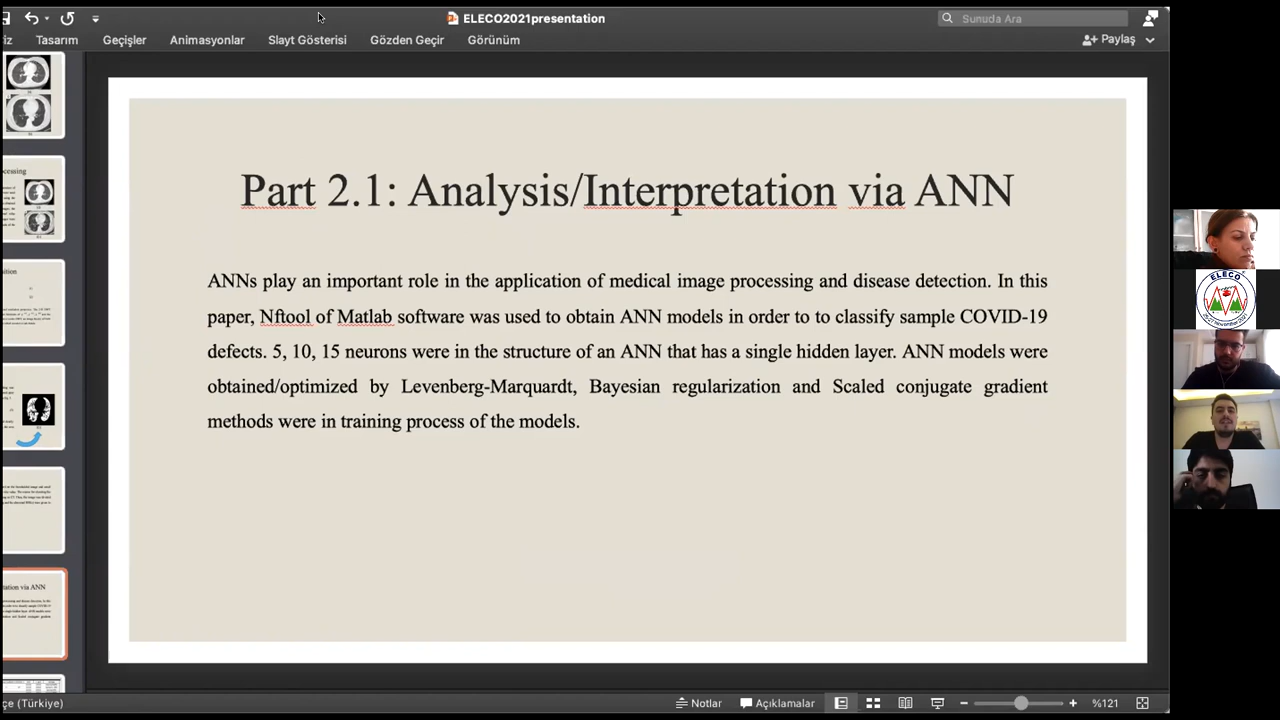 ELECO2021presentation
Sunuda Ara
iz
Tasarım
Geçişler
Animasyonlar
Slayt Gösterisi
Gözden Geçir
Görünüm
Paylaş
Part 2.1: Analysis/Interpretation via ANN
ANNs play an important role in the application of medical image processing and disease detection. In this
paper, Nftool of Matlab software was used to obtain ANN models in order to to classify sample COVID-19
defects. 5, 10, 15 neurons were in the structure of an ANN that has a single hidden layer. ANN models were
obtained/optimized by Levenberg-Marquardt, Bayesian regularization and Scaled conjugate gradient
methods were in training process of the models.
ELECO
çe (Türkiye)
Notlar
Açıklamalar
%121